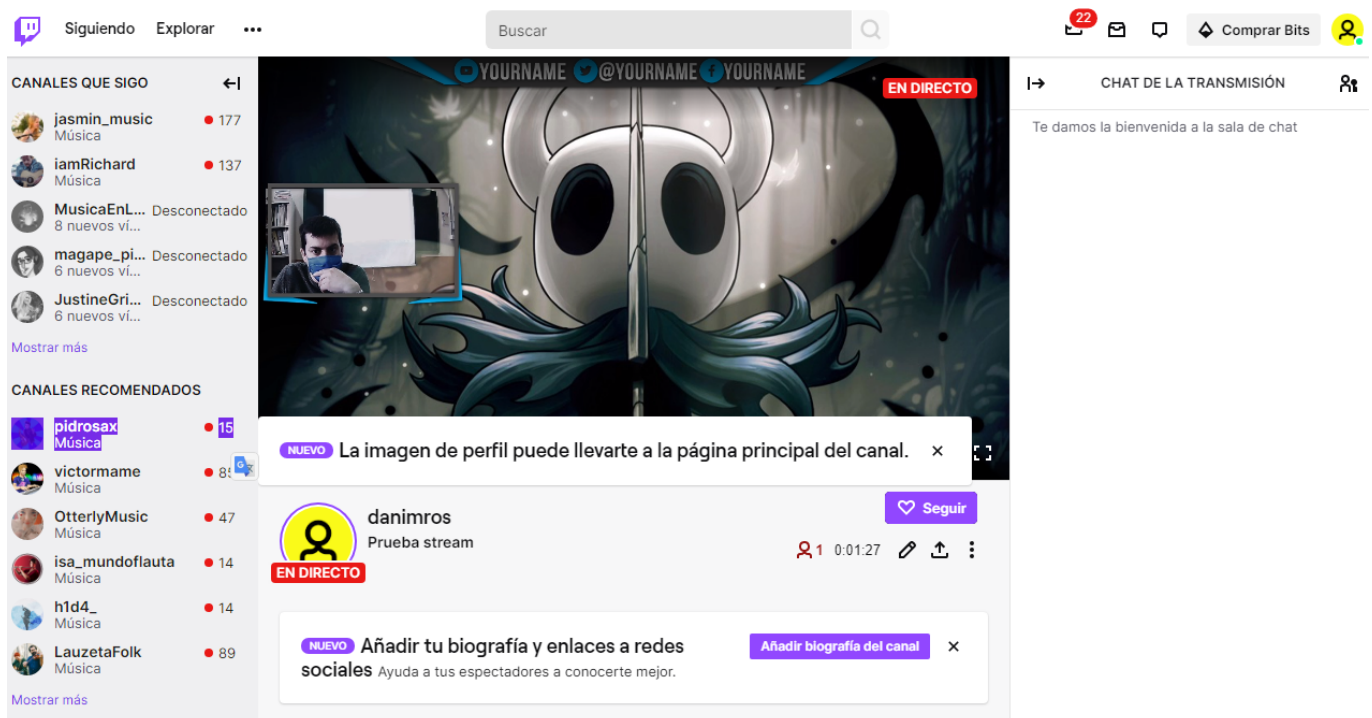 Siguiendo Explorar
Buscar
22
Comprar Bits
CANALES QUE SIGO
jasmin_music 177
Música
iamRichard 137
Música
MusicaEnL... Desconectado
8 nuevos ví...
magape_pi... Desconectado
6 nuevos ví...
JustineGri... Desconectado
6 nuevos ví...
Mostrar más
CANALES RECOMENDADOS
pidrosax 15
Música
victormame
Música
OtterlyMusic 47
Música
isa_mundoflauta 14
Música
h1d4_ 14
Música
LauzetaFolk 89
Música
Mostrar más
YOURNAME @YOURNAME YOURNAME
EN DIRECTO
NUEVO La imagen de perfil puede llevarte a la página principal del canal.
danimros
Prueba stream
EN DIRECTO
Seguir
1 0:01:27
NUEVO Añadir tu biografía y enlaces a redes
sociales Ayuda a tus espectadores a conocerte mejor.
Añadir biografía del canal
CHAT DE LA TRANSMISIÓN
Te damos la bienvenida a la sala de chat